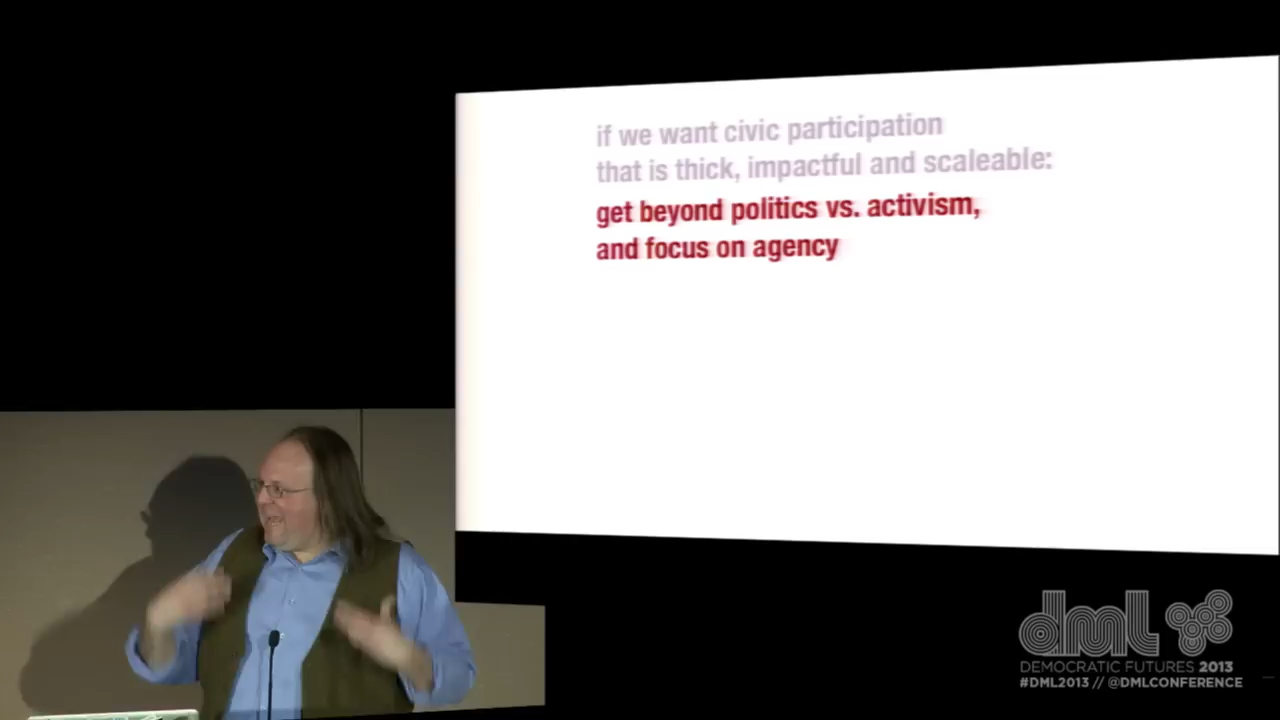 if we want civic participation
that is thick, impactful and scaleable:
get beyond politics vs. activism,
and focus on agency
dml
DEMOCRATIC FUTURES 2013
#DML2013 // @DMLCONFERENCE